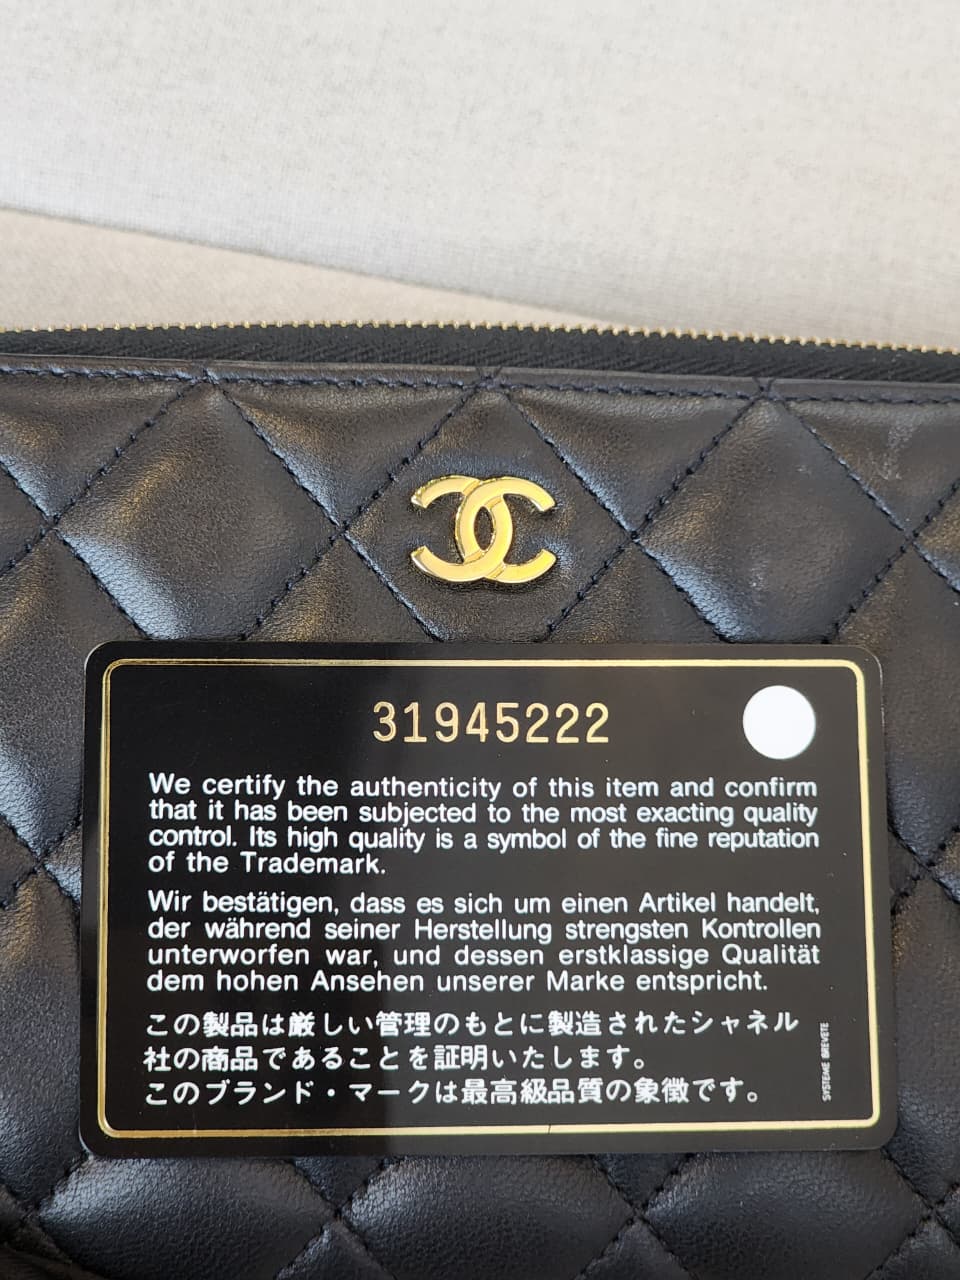 31945222
We certify the authenticity of this item and confirm
that it has been subjected to the most exacting quality
control. Its high quality is a symbol of the fine reputation
of the Trademark.
Wir bestätigen, dass es sich um einen Artikel handelt,
der während seiner Herstellung strengsten Kontrollen
unterworfen war, und dessen erstklassige Qualität
dem hohen Ansehen unserer Marke entspricht.
この製品は厳しい管理のもとに製造されたシャネル
社の商品であることを証明いたします。
このブランド・マークは最高級品質の象徴です。
SYSTEME BREVETE